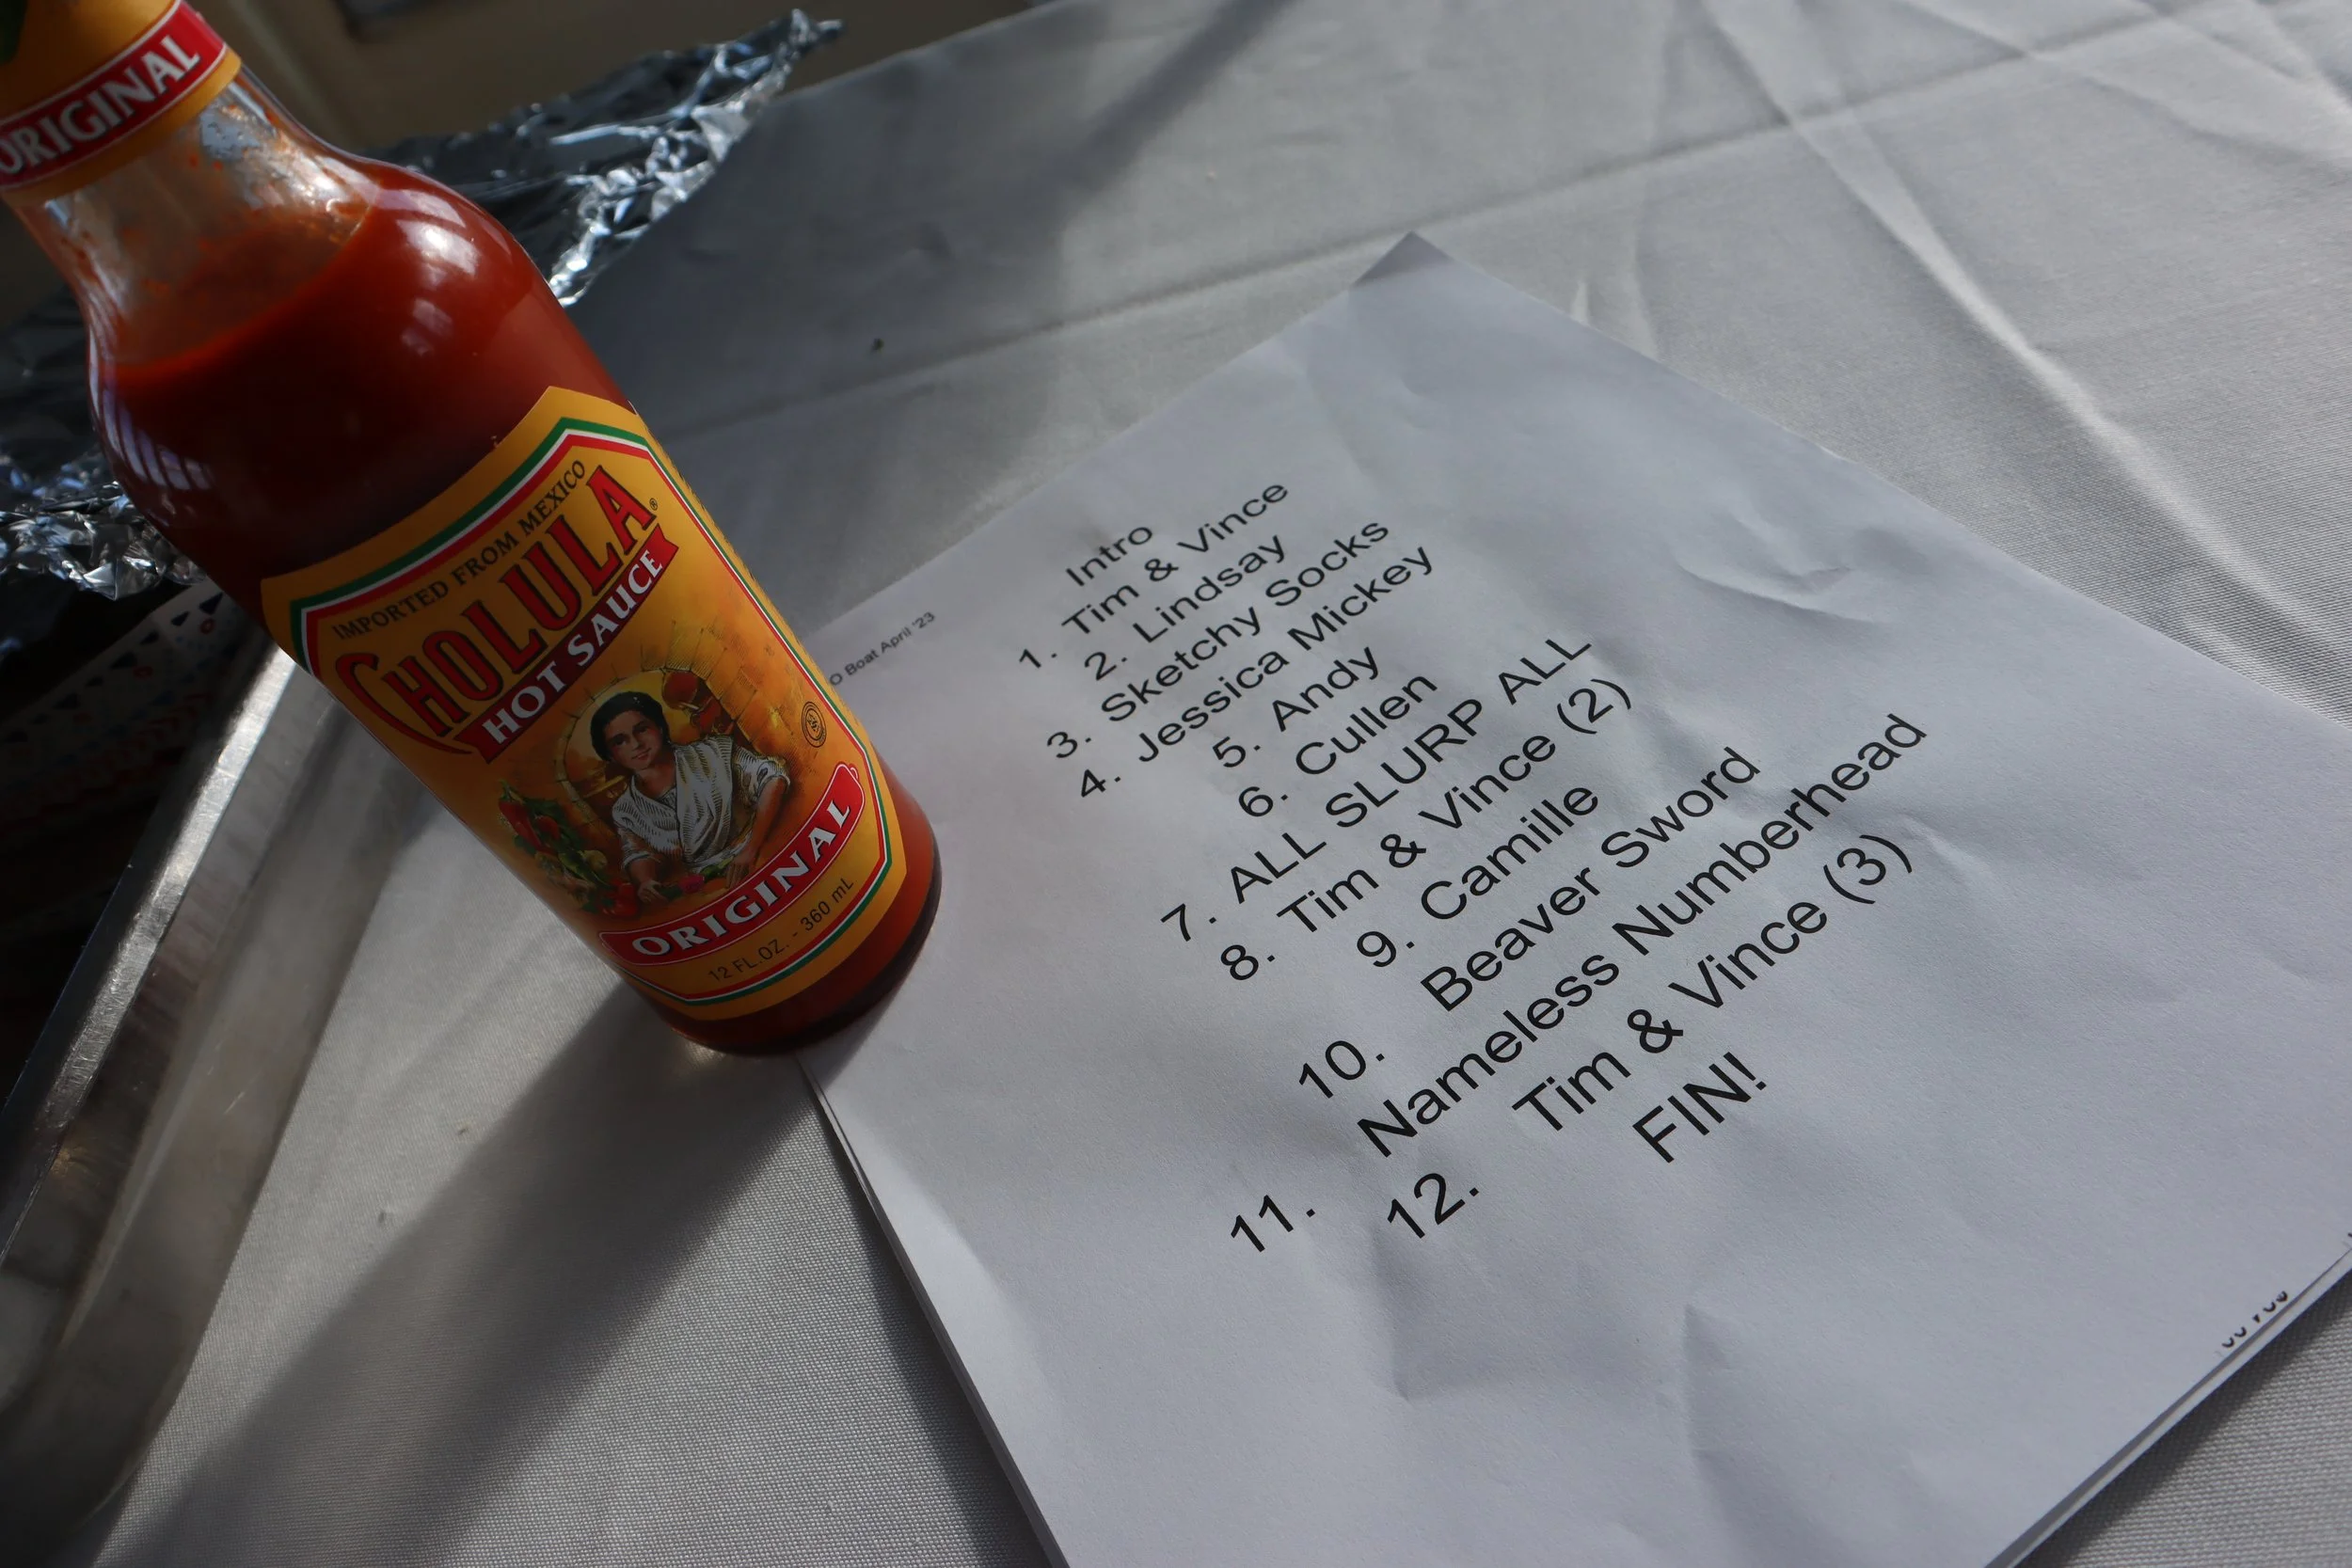 ORIGINAL
IMPORTED FROM MEXICO
CHOLULA®
HOT SAUCE
ORIGINAL
12 FL.OZ. - 360 mL
o Boat April '23
Intro
1. Tim & Vince
2. Lindsay
3. Sketchy Socks
4. Jessica Mickey
5. Andy
6. Cullen
7. ALL SLURP ALL
8. Tim & Vince (2)
9. Camille
10. Beaver Sword
11. Nameless Numberhead
12. Tim & Vince (3)
FIN!